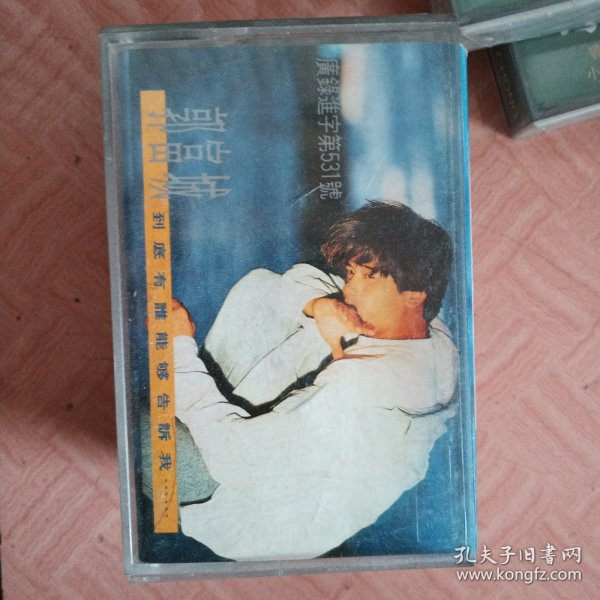 郭富城
到底有誰能够告訴我……
廣錄進字第531號
孔夫子旧书网
www.kongfz.com